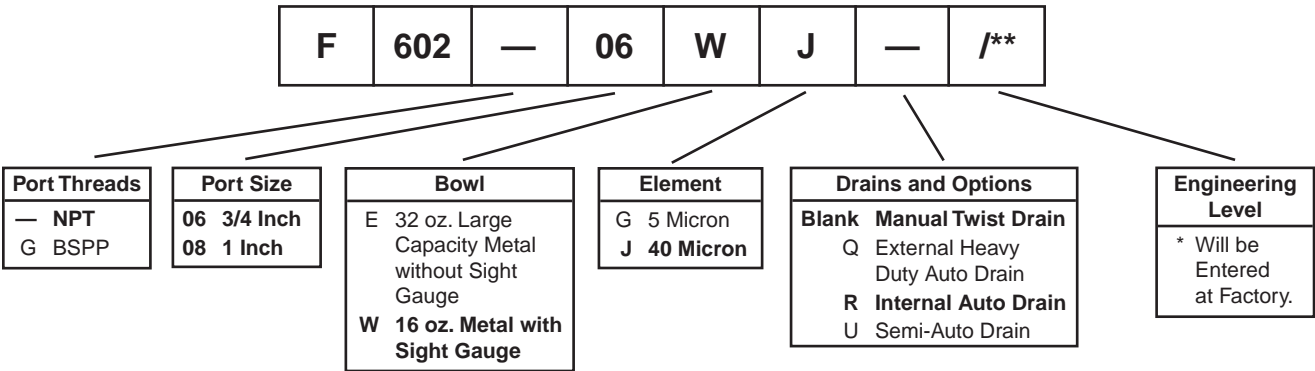 F 602 — 06 W J — /**
Port Threads
— NPT
G BSPP
Port Size
06 3/4 Inch
08 1 Inch
Bowl
E 32 oz. Large
Capacity Metal
without Sight
Gauge
W 16 oz. Metal with
Sight Gauge
Element
G 5 Micron
J 40 Micron
Drains and Options
Blank Manual Twist Drain
Q External Heavy
Duty Auto Drain
R Internal Auto Drain
U Semi-Auto Drain
Engineering
Level
* Will be
Entered
at Factory.